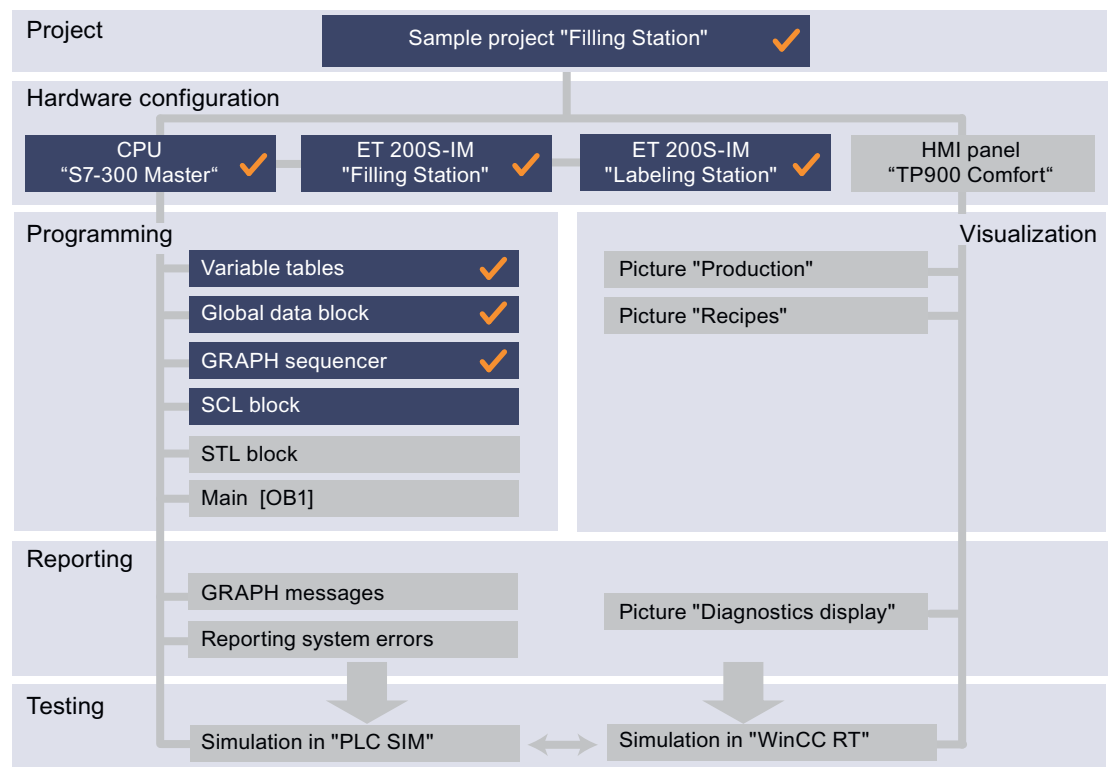 Project
Sample project "Filling Station"
Hardware configuration
CPU
“S7-300 Master“
ET 200S-IM
"Filling Station"
ET 200S-IM
"Labeling Station"
HMI panel
“TP900 Comfort“
Programming
Variable tables
Global data block
GRAPH sequencer
SCL block
STL block
Main [OB1]
Visualization
Picture "Production"
Picture "Recipes"
Reporting
GRAPH messages
Reporting system errors
Picture "Diagnostics display"
Testing
Simulation in "PLC SIM"
Simulation in "WinCC RT"